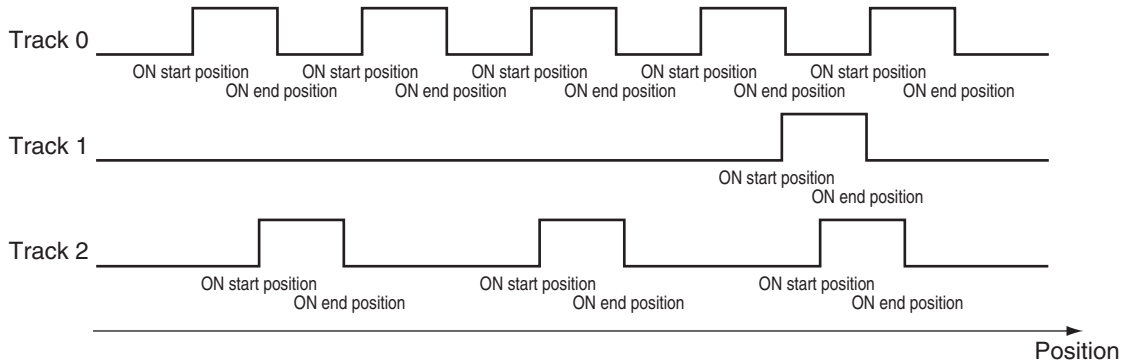 Track 0
ON start position ON start position ON start position ON start position ON start position
ON end position ON end position ON end position ON end position ON end position
Track 1
ON start position
ON end position
Track 2
ON start position ON start position ON start position
ON end position ON end position ON end position
Position